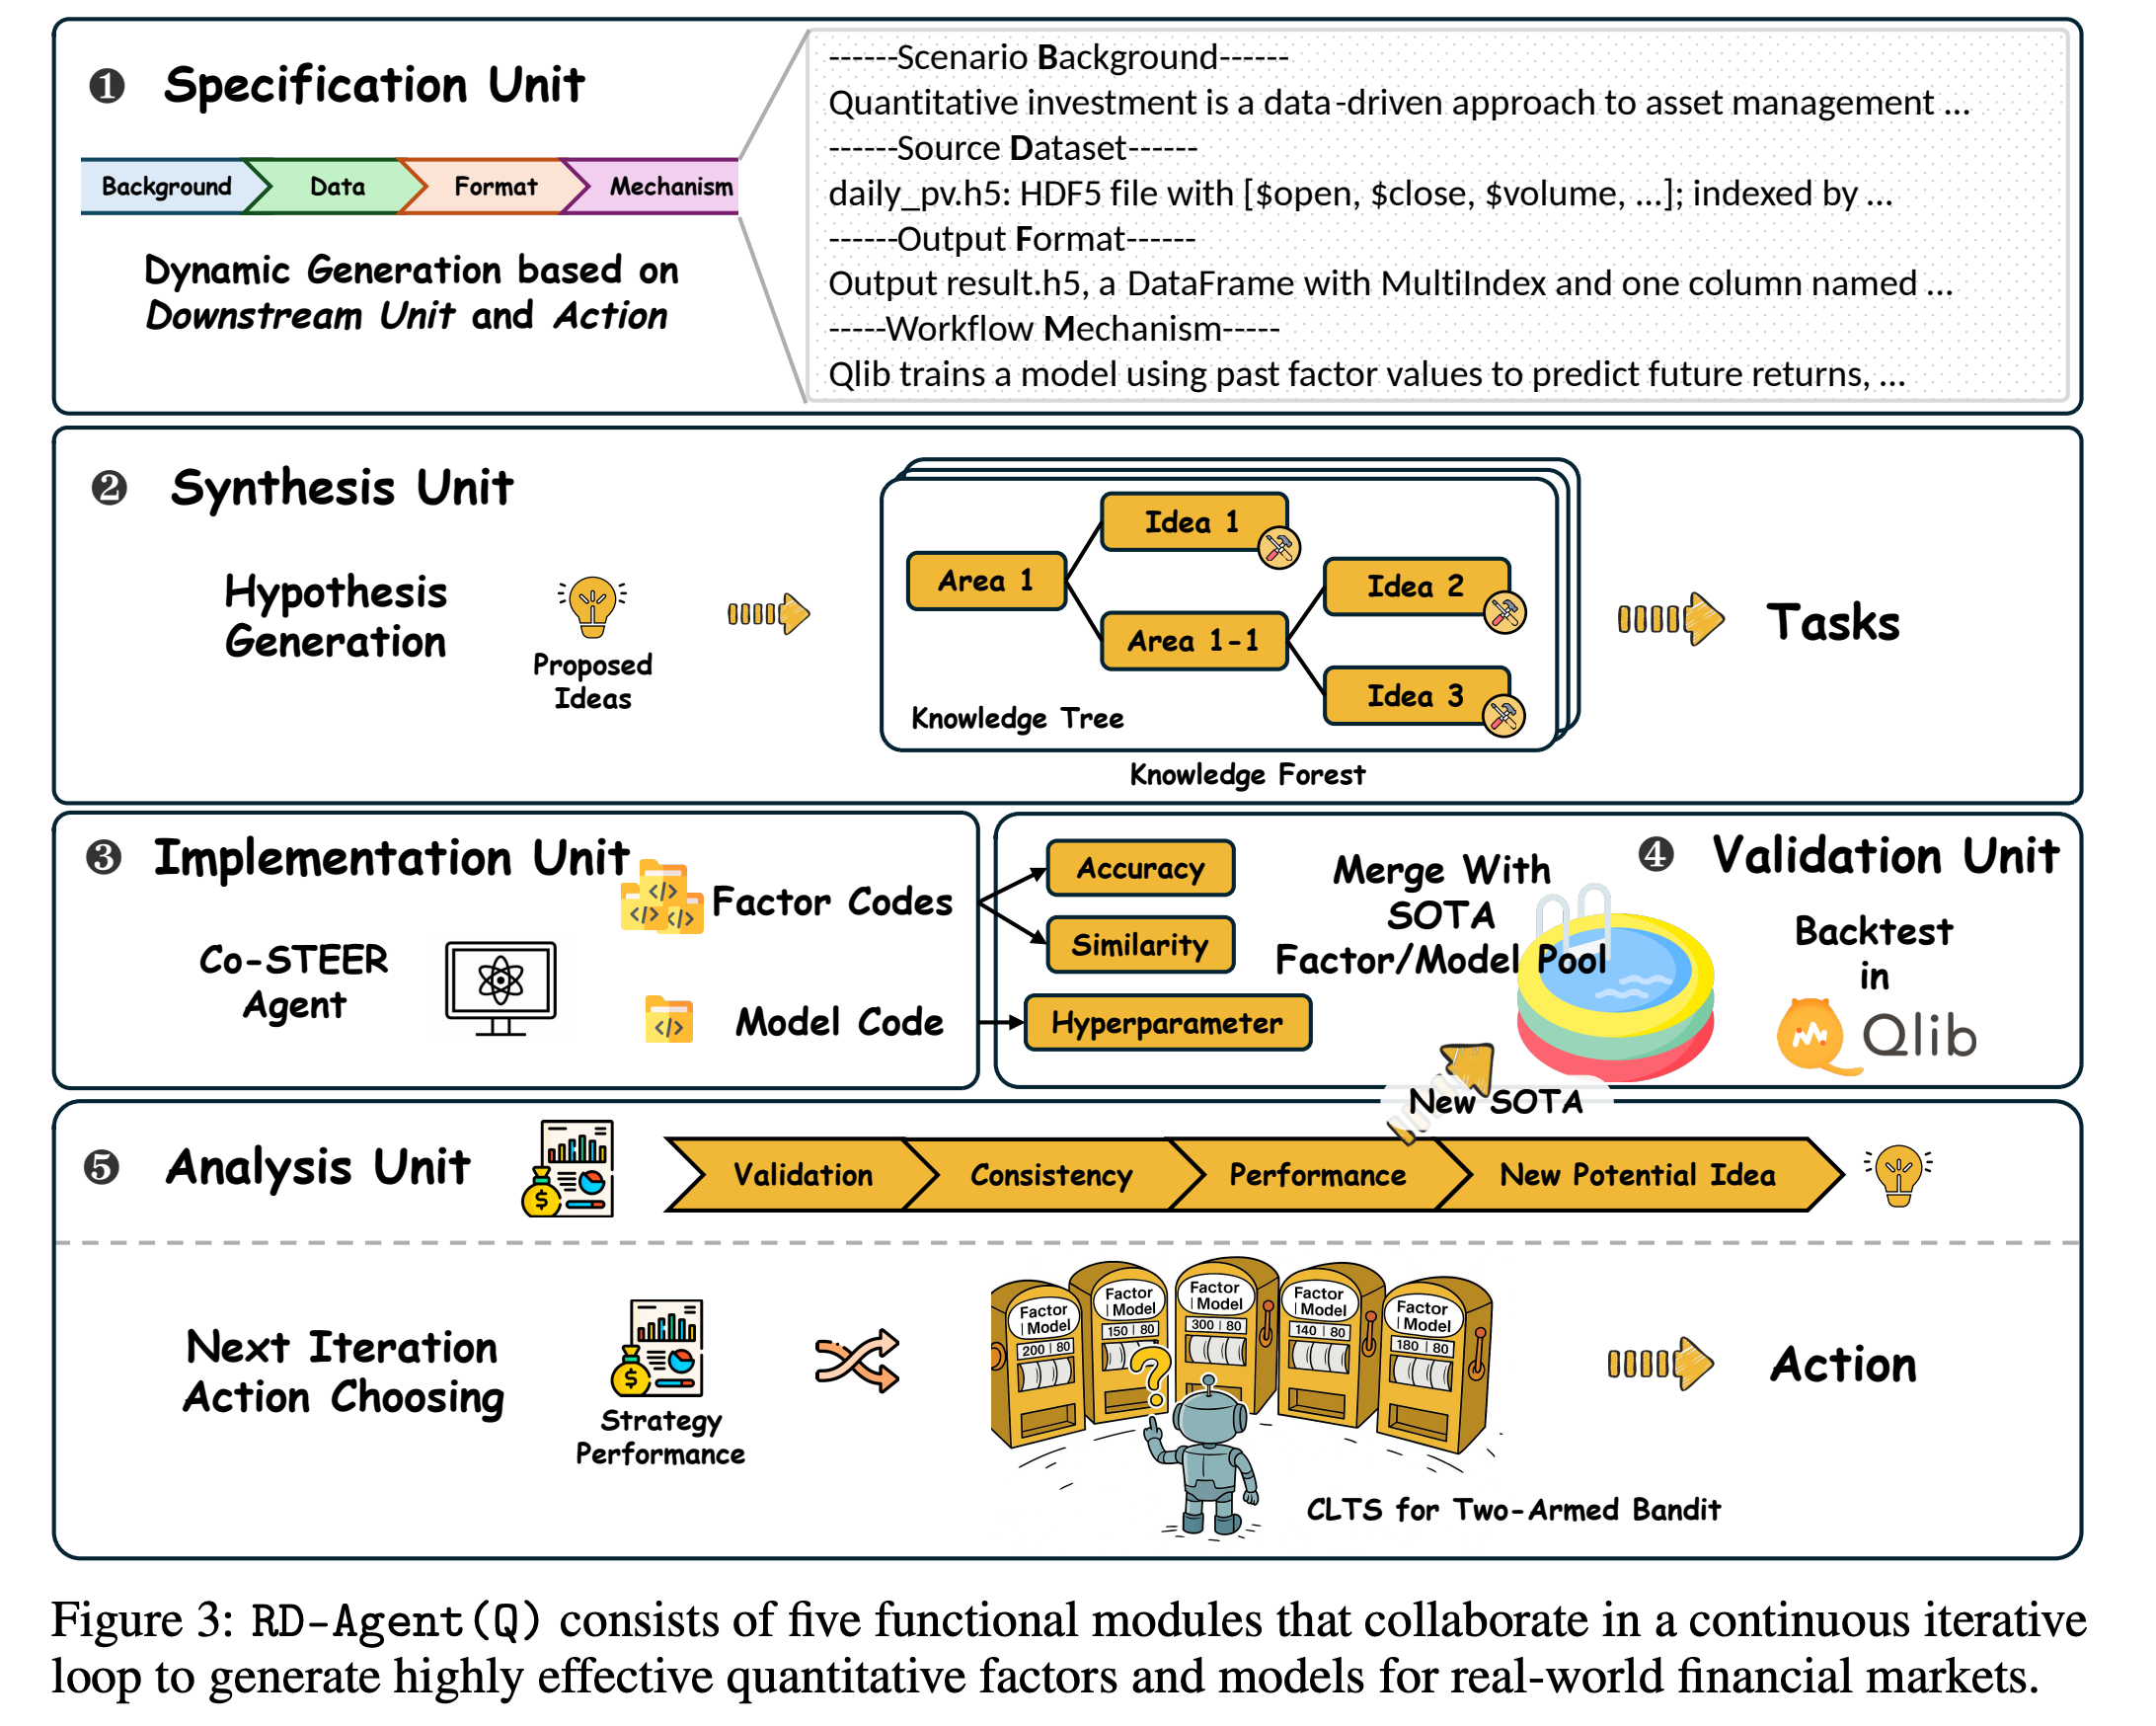 ❶ Specification Unit
Background
Data
Format
Mechanism
Dynamic Generation based on
Downstream Unit and Action
------Scenario Background------
Quantitative investment is a data-driven approach to asset management ...
------Source Dataset------
daily_pv.h5: HDF5 file with [$open, $close, $volume, ...]; indexed by ...
------Output Format------
Output result.h5, a DataFrame with MultiIndex and one column named ...
-----Workflow Mechanism-----
Qlib trains a model using past factor values to predict future returns, ...
❷ Synthesis Unit
Hypothesis
Generation
Proposed
Ideas
Area 1
Idea 1
Area 1-1
Idea 2
Idea 3
Knowledge Tree
Knowledge Forest
Tasks
❸ Implementation Unit
Co-STEER
Agent
</>
</>
</>
Factor Codes
</>
Model Code
❹ Validation Unit
Accuracy
Similarity
Hyperparameter
Merge With
SOTA
Factor/Model Pool
Backtest
in
Qlib
New SOTA
❺ Analysis Unit
$
Validation
Consistency
Performance
New Potential Idea
Next Iteration
Action Choosing
$
Strategy
Performance
Factor
| Model
200 | 80
Factor
| Model
150 | 80
Factor
| Model
300 | 80
Factor
| Model
140 | 80
Factor
| Model
180 | 80
?
CLTS for Two-Armed Bandit
Action
Figure 3: RD-Agent(Q) consists of five functional modules that collaborate in a continuous iterative
loop to generate highly effective quantitative factors and models for real-world financial markets.